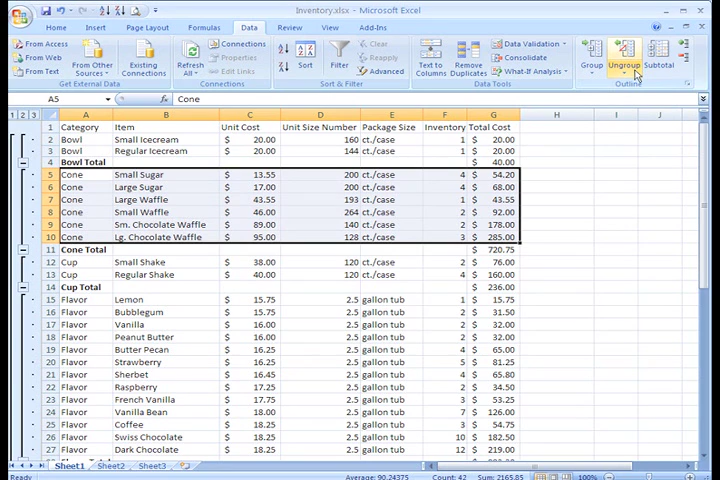 Inventory.xlsx - Microsoft Excel
Home Insert Page Layout Formulas Data Review View Add-Ins
From Access
From Web
From Text
From Other Sources
Existing Connections
Refresh All
Connections
Properties
Edit Links
Sort
Filter
Clear
Reapply
Advanced
Text to Columns
Remove Duplicates
Data Validation
Consolidate
What-If Analysis
Group
Ungroup
Subtotal
Get External Data Connections Sort & Filter Data Tools Outline
A5 Cone
1 2 3 A B C D E F G H I J
1 Category Item Unit Cost Unit Size Number Package Size Inventory Total Cost
2 Bowl Small Icecream $ 20.00 160 ct./case 1 $ 20.00
3 Bowl Regular Icecream $ 20.00 144 ct./case 1 $ 20.00
4 Bowl Total $ 40.00
5 Cone Small Sugar $ 13.55 200 ct./case 4 $ 54.20
6 Cone Large Sugar $ 17.00 200 ct./case 4 $ 68.00
7 Cone Large Waffle $ 43.55 193 ct./case 1 $ 43.55
8 Cone Small Waffle $ 46.00 264 ct./case 2 $ 92.00
9 Cone Sm. Chocolate Waffle $ 89.00 140 ct./case 2 $ 178.00
10 Cone Lg. Chocolate Waffle $ 95.00 128 ct./case 3 $ 285.00
11 Cone Total $ 720.75
12 Cup Small Shake $ 38.00 120 ct./case 2 $ 76.00
13 Cup Regular Shake $ 40.00 120 ct./case 4 $ 160.00
14 Cup Total $ 236.00
15 Flavor Lemon $ 15.75 2.5 gallon tub 1 $ 15.75
16 Flavor Bubblegum $ 15.75 2.5 gallon tub 2 $ 31.50
17 Flavor Vanilla $ 16.00 2.5 gallon tub 2 $ 32.00
18 Flavor Peanut Butter $ 16.00 2.5 gallon tub 2 $ 32.00
19 Flavor Butter Pecan $ 16.25 2.5 gallon tub 4 $ 65.00
20 Flavor Strawberry $ 16.25 2.5 gallon tub 5 $ 81.25
21 Flavor Sherbet $ 16.45 2.5 gallon tub 4 $ 65.80
22 Flavor Raspberry $ 17.25 2.5 gallon tub 2 $ 34.50
23 Flavor French Vanilla $ 17.75 2.5 gallon tub 3 $ 53.25
24 Flavor Vanilla Bean $ 18.00 2.5 gallon tub 7 $ 126.00
25 Flavor Coffee $ 18.25 2.5 gallon tub 3 $ 54.75
26 Flavor Swiss Chocolate $ 18.25 2.5 gallon tub 10 $ 182.50
27 Flavor Dark Chocolate $ 18.25 2.5 gallon tub 12 $ 219.00
Sheet1 Sheet2 Sheet3
Ready Average: 90.24375 Count: 42 Sum: 2165.85 100%